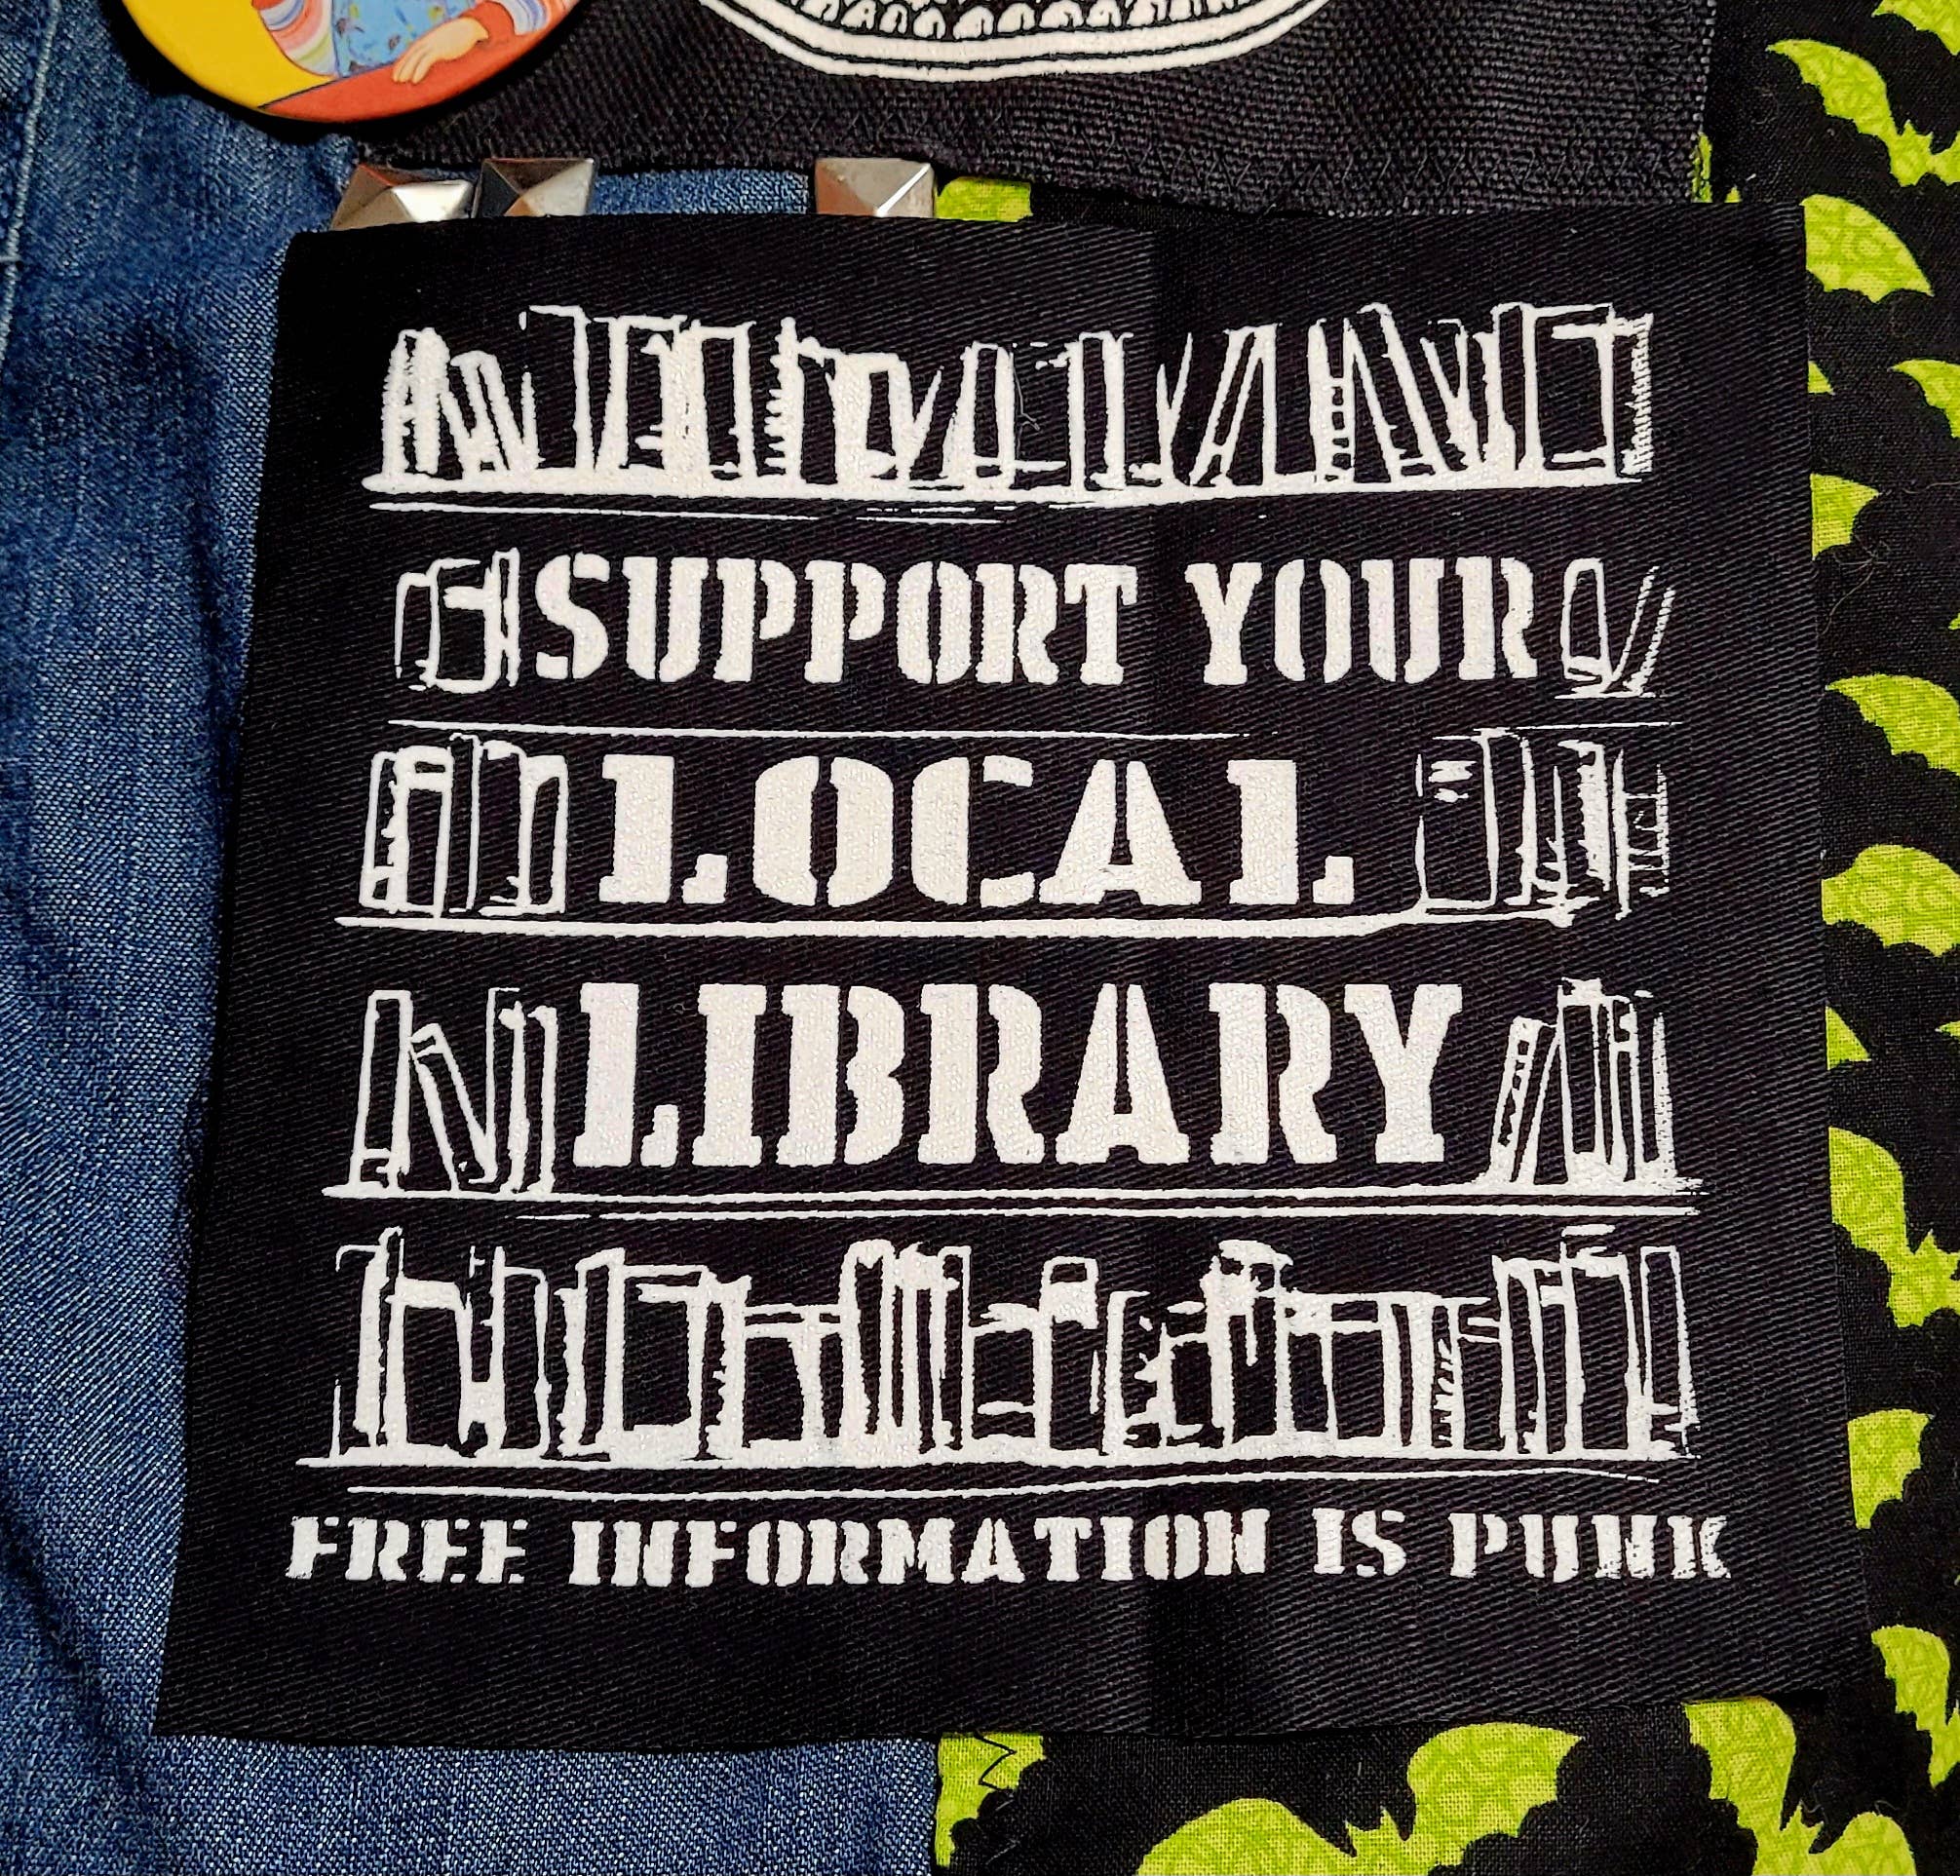 SUPPORT YOUR
LOCAL
LIBRARY
FREE INFORMATION IS PUNK